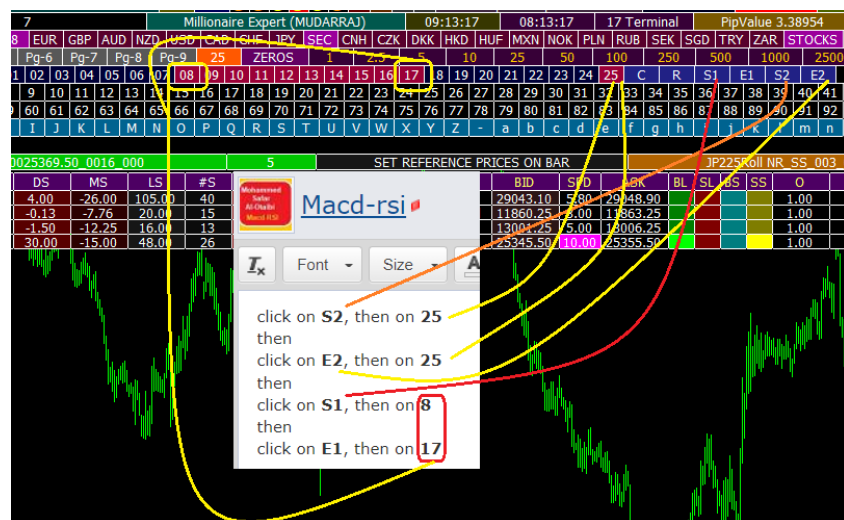 7 Millionaire Expert (MUDARRAJ) 09:13:17 08:13:17 17 Terminal PipValue 3.38954
8 EUR GBP AUD NZD USD CAD CHF JPY SEC CNH CZK DKK HKD HUF MXN NOK PLN RUB SEK SGD TRY ZAR STOCKS
Pg-6 Pg-7 Pg-8 Pg-9 25 ZEROS 1 2.5 5 10 25 50 100 250 500 1000 2500
02 03 04 05 06 07 08 09 10 11 12 13 14 15 16 17 18 19 20 21 22 23 24 25 C R S1 E1 S2 E2
9 10 11 12 13 14 15 16 17 18 19 20 21 22 23 24 25 26 27 28 29 30 31 32 33 34 35 36 37 38 39 40 41
60 61 62 63 64 65 66 67 68 69 70 71 72 73 74 75 76 77 78 79 80 81 82 83 84 85 86 87 88 89 90 91 92
I J K L M N O P Q R S T U V W X Y Z - a b c d e f g h i j k l m n
0025369.50_0016_000 5 SET REFERENCE PRICES ON BAR JP225Roll NR_SS_003
DS MS LS #S BID SPD ASK BL SL BS SS O
4.00 -26.00 105.00 40 29043.10 5.80 29048.90 1.00
-0.13 -7.76 20.00 15 11860.25 3.00 11863.25 1.00
-1.50 -12.25 16.00 13 13001.25 5.00 13006.25 1.00
30.00 -15.00 48.00 26 25345.50 10.00 25355.50 1.00
Mohammed
Safar
Al-Otaibi
Macd-RSI
Macd-rsi
Tx Font Size A
click on S2, then on 25
then
click on E2, then on 25
then
click on S1, then on 8
then
click on E1, then on 17